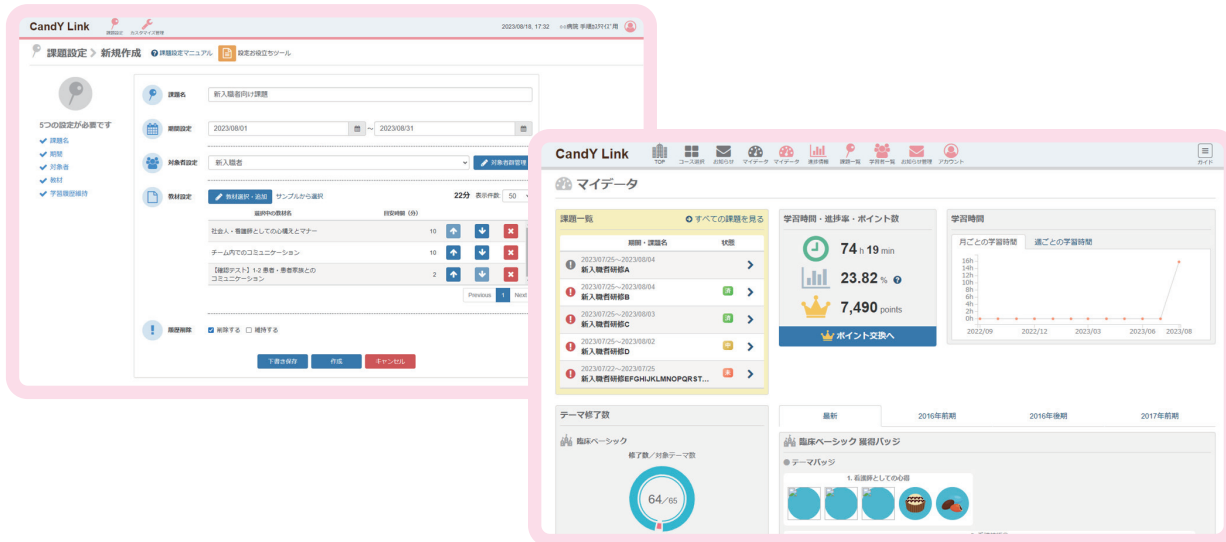 CandY Link
課題設定
カスタマイズ管理
2023/08/18, 17:32
課題設定 > 新規作成
課題設定マニュアル
設定お役立ちツール
5つの設定が必要です
課題名
期間
対象者
教材
学習履歴維持
課題名
新入職者向け課題
期間設定
2023/08/01
~
2023/08/31
対象者設定
新入職者
対象者群管理
教材設定
教材選択・追加
サンプルから選択
22分
表示件数:
50
選択中の教材名
目安時間（分）
社会人・看護師としての心構えとマナー
10
チーム内でのコミュニケーション
10
【確認テスト】1-2 患者・患者家族との
コミュニケーション
2
Previous
1
Next
履歴削除
削除する
維持する
下書き保存
作成
キャンセル
CandY Link
TOP
コース選択
お知らせ
マイデータ
マイデータ
進捗情報
課題一覧
学習者一覧
お知らせ管理
アカウント
ガイド
マイデータ
課題一覧
すべての課題を見る
期間・課題名
状態
2023/07/25～2023/08/04
新入職者研修A
2023/07/25～2023/08/04
新入職者研修B
済
2023/07/25～2023/08/03
新入職者研修C
済
2023/07/25～2023/08/02
新入職者研修D
中
2023/07/22～2023/07/25
新入職者研修EFGHIJKLMNOPQRST...
未
学習時間・進捗率・ポイント数
74 h 19 min
23.82 %
7,490 points
ポイント交換へ
学習時間
月ごとの学習時間
週ごとの学習時間
16h
14h
12h
10h
8h
6h
4h
2h
0h
2022/09
2022/12
2023/03
2023/06
2023/08
テーマ修了数
臨床ベーシック
修了数／対象テーマ数
64/65
最新
2016年前期
2016年後期
2017年前期
臨床ベーシック 獲得バッジ
テーマバッジ
1. 看護師としての心得